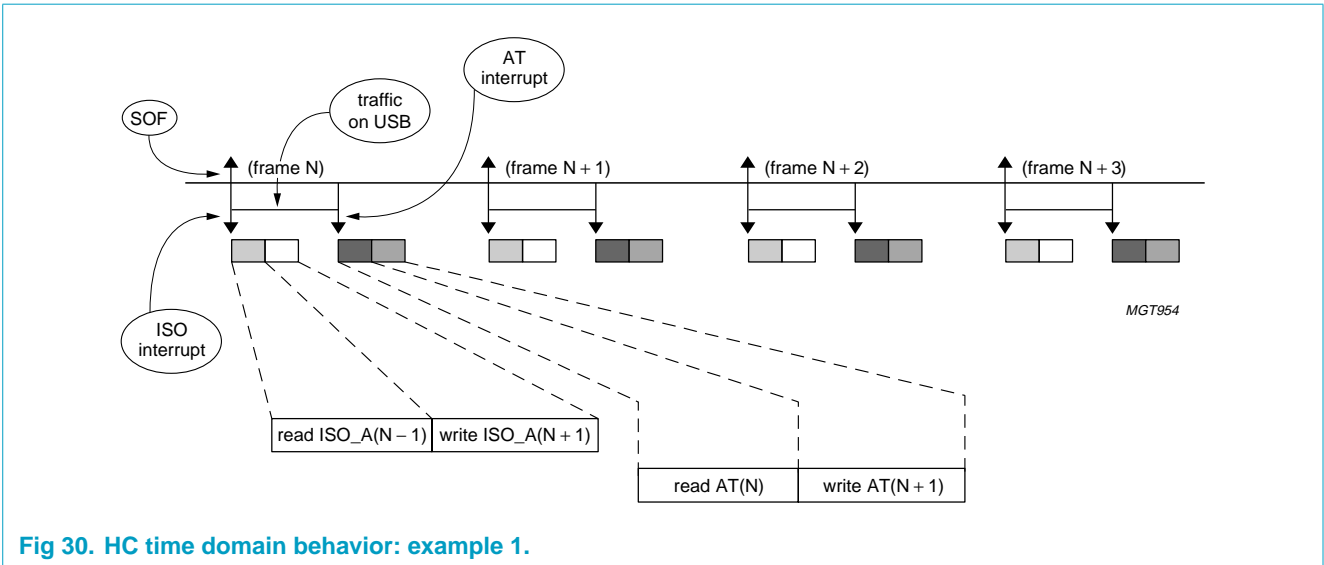 AT
interrupt
traffic
on USB
SOF
(frame N)
(frame N + 1)
(frame N + 2)
(frame N + 3)
MGT954
ISO
interrupt
read ISO_A(N − 1)
write ISO_A(N + 1)
read AT(N)
write AT(N + 1)
Fig 30. HC time domain behavior: example 1.